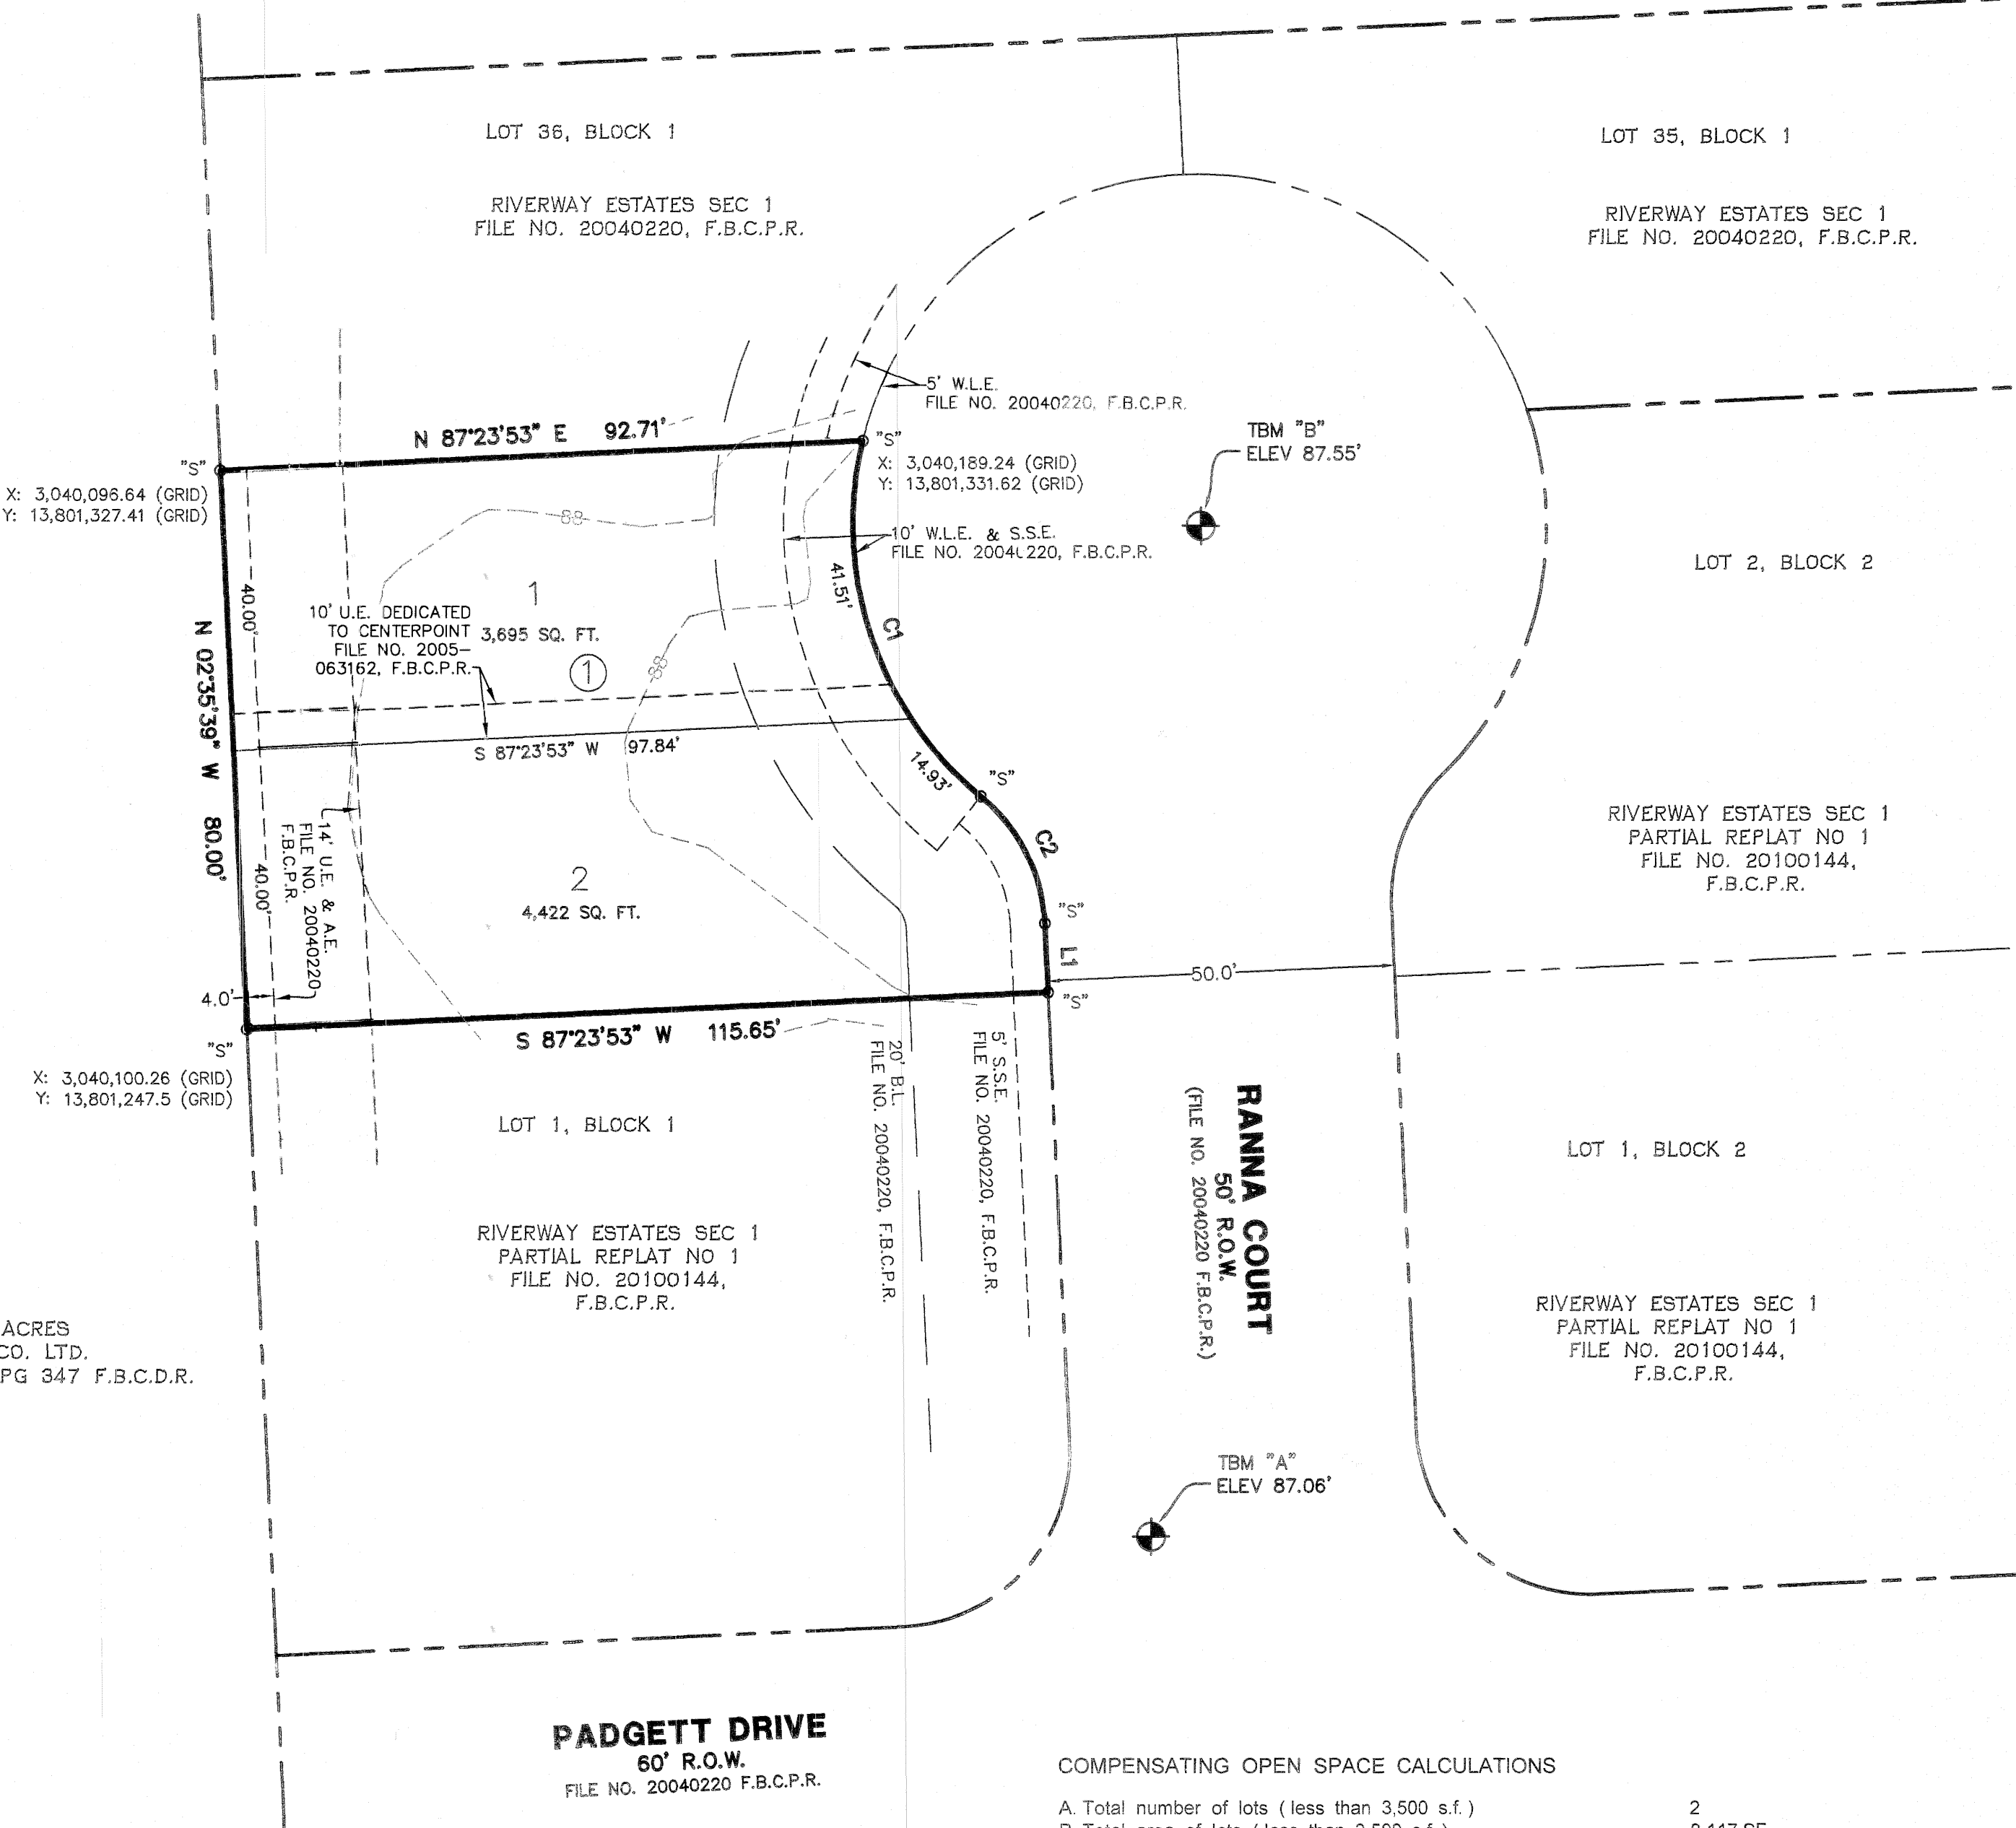 LOT 36, BLOCK 1
RIVERWAY ESTATES SEC 1
FILE NO. 20040220, F.B.C.P.R.
LOT 35, BLOCK 1
RIVERWAY ESTATES SEC 1
FILE NO. 20040220, F.B.C.P.R.
5' W.L.E.
FILE NO. 20040220, F.B.C.P.R.
N 87°23'53" E 92.71'
"S"
X: 3,040,189.24 (GRID)
Y: 13,801,331.62 (GRID)
TBM "B"
ELEV 87.55'
"S"
X: 3,040,096.64 (GRID)
Y: 13,801,327.41 (GRID)
88
10' W.L.E. & S.S.E.
FILE NO. 20040220, F.B.C.P.R.
LOT 2, BLOCK 2
40.00'
1
3,695 SQ. FT.
1
10' U.E. DEDICATED
TO CENTERPOINT
FILE NO. 2005-
063162, F.B.C.P.R.
41.51'
C1
88
N 02°35'39" W 80.00'
S 87°23'53" W 97.84'
14.93'
"S"
C2
14' U.E. & A.E.
FILE NO. 20040220
F.B.C.P.R.
40.00'
2
4,422 SQ. FT.
RIVERWAY ESTATES SEC 1
PARTIAL REPLAT NO 1
FILE NO. 20100144,
F.B.C.P.R.
"S"
L1
50.0'
4.0'
"S"
S 87°23'53" W 115.65'
"S"
X: 3,040,100.26 (GRID)
Y: 13,801,247.5 (GRID)
20' B.L.
FILE NO. 20040220, F.B.C.P.R.
5' S.S.E.
FILE NO. 20040220, F.B.C.P.R.
LOT 1, BLOCK 1
RANNA COURT
50' R.O.W.
(FILE NO. 20040220 F.B.C.P.R.)
LOT 1, BLOCK 2
RIVERWAY ESTATES SEC 1
PARTIAL REPLAT NO 1
FILE NO. 20100144,
F.B.C.P.R.
RIVERWAY ESTATES SEC 1
PARTIAL REPLAT NO 1
FILE NO. 20100144,
F.B.C.P.R.
ACRES
CO. LTD.
PG 347 F.B.C.D.R.
TBM "A"
ELEV 87.06'
PADGETT DRIVE
60' R.O.W.
FILE NO. 20040220 F.B.C.P.R.
COMPENSATING OPEN SPACE CALCULATIONS
A. Total number of lots ( less than 3,500 s.f. ) 2